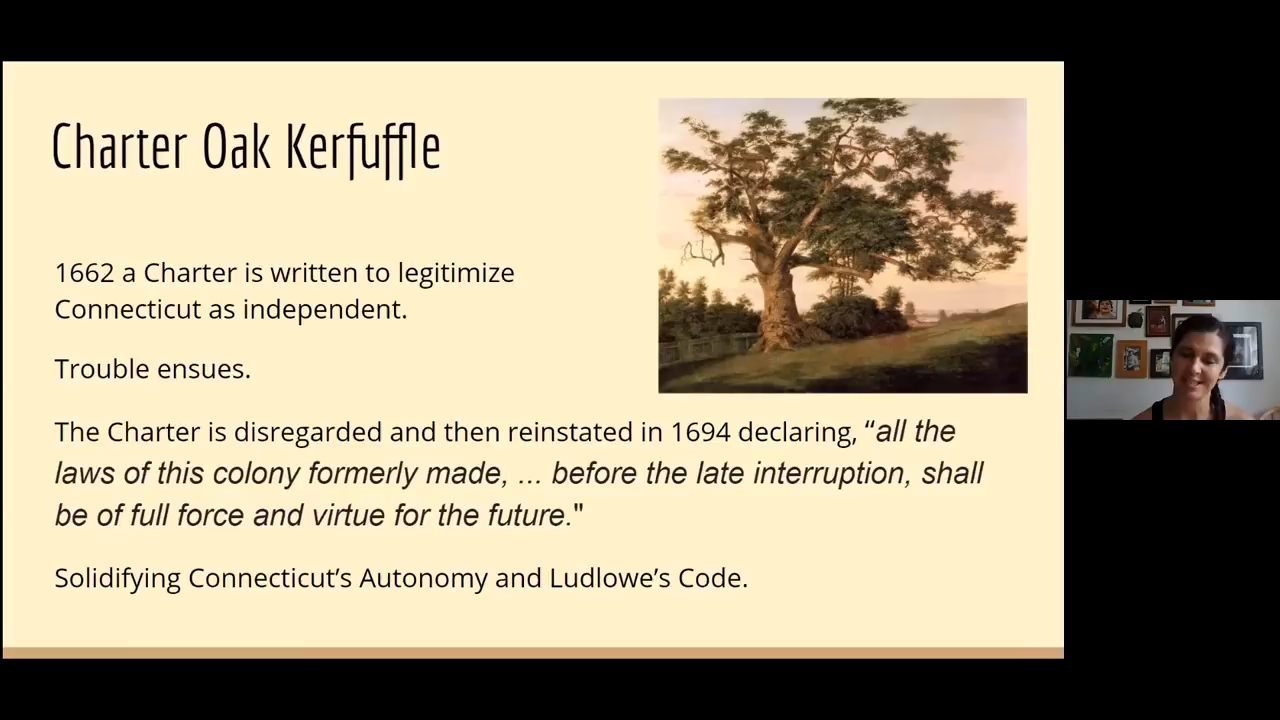 Charter Oak Kerfuffle
1662 a Charter is written to legitimize
Connecticut as independent.
Trouble ensues.
The Charter is disregarded and then reinstated in 1694 declaring, “all the
laws of this colony formerly made, ... before the late interruption, shall
be of full force and virtue for the future."
Solidifying Connecticut’s Autonomy and Ludlowe’s Code.